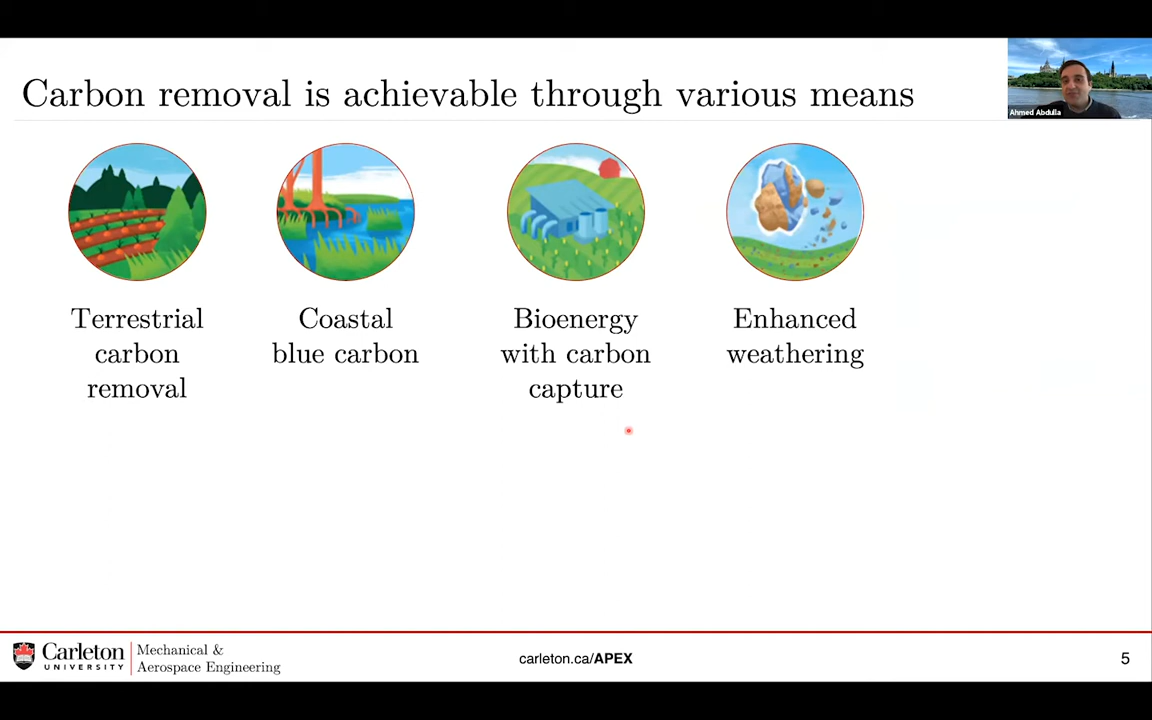 Carbon removal is achievable through various means
Ahmed Abdulla
Terrestrial
carbon
removal
Coastal
blue carbon
Bioenergy
with carbon
capture
Enhanced
weathering
Carleton
UNIVERSITY
Mechanical &
Aerospace Engineering
carleton.ca/APEX
5